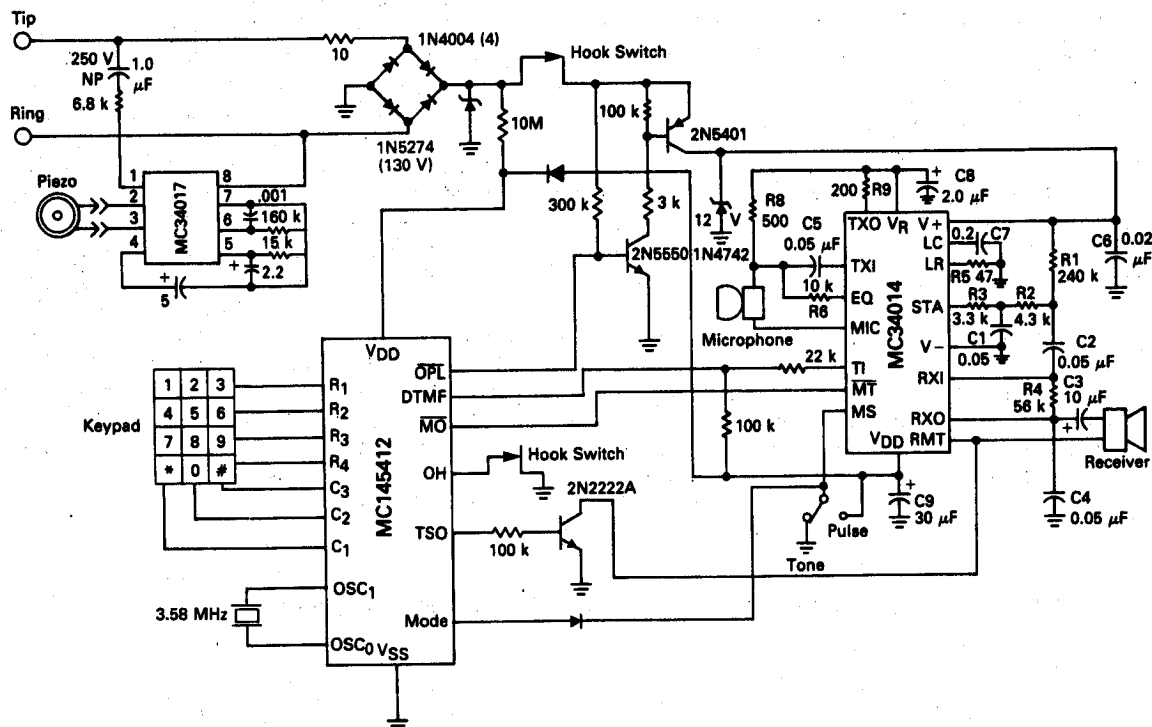 Tip
250 V
NP
1.0
μF
6.8 k
Ring
10
1N4004 (4)
1N5274
(130 V)
Hook Switch
10M
100 k
2N5401
300 k
3 k
2N5550
12 V
1N4742
Piezo
1
2
3
4
MC34017
8
7
6
5
.001
160 k
15 k
2.2
+
+
5
R8
500
C5
0.05 μF
10 k
R6
Microphone
200
R9
+
C8
2.0 μF
TXO
VR
V+
LC
LR
TXI
EQ
MIC
STA
V−
TI
MT
MS
RXI
RXO
VDD
RMT
MC34014
0.2
C7
R5 47
R1
240 k
C6
0.02
μF
R3
3.3 k
R2
4.3 k
C1
0.05
C2
0.05 μF
R4
56 k
C3
10 μF
+
Receiver
C4
0.05 μF
+
C9
30 μF
22 k
100 k
Pulse
Tone
Keypad
1 2 3
4 5 6
7 8 9
* 0 #
VDD
R1
R2
R3
R4
C3
C2
C1
OSC1
OSC0
VSS
MC145412
OPL
DTMF
MO
OH
TSO
Mode
Hook Switch
2N2222A
100 k
3.58 MHz